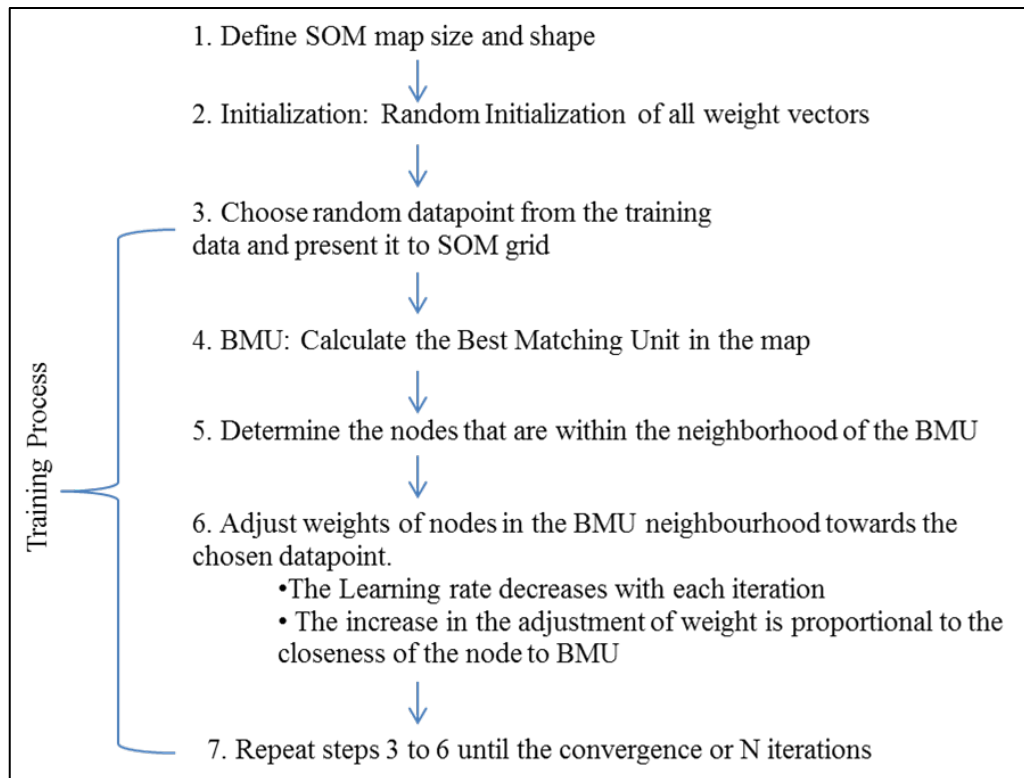 1. Define SOM map size and shape
2. Initialization: Random Initialization of all weight vectors
3. Choose random datapoint from the training
data and present it to SOM grid
4. BMU: Calculate the Best Matching Unit in the map
5. Determine the nodes that are within the neighborhood of the BMU
6. Adjust weights of nodes in the BMU neighbourhood towards the
chosen datapoint.
•The Learning rate decreases with each iteration
• The increase in the adjustment of weight is proportional to the
closeness of the node to BMU
7. Repeat steps 3 to 6 until the convergence or N iterations
Training Process